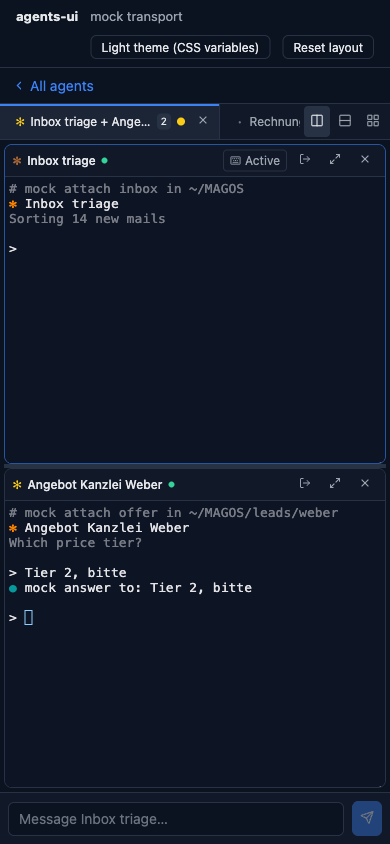 agents-ui mock transport
Light theme (CSS variables) Reset layout
All agents
Inbox triage + Ange... 2 Rechnun
Inbox triage Active
# mock attach inbox in ~/MAGOS
✻ Inbox triage
Sorting 14 new mails
>
Angebot Kanzlei Weber
# mock attach offer in ~/MAGOS/leads/weber
✻ Angebot Kanzlei Weber
Which price tier?
> Tier 2, bitte
● mock answer to: Tier 2, bitte
>
Message Inbox triage...